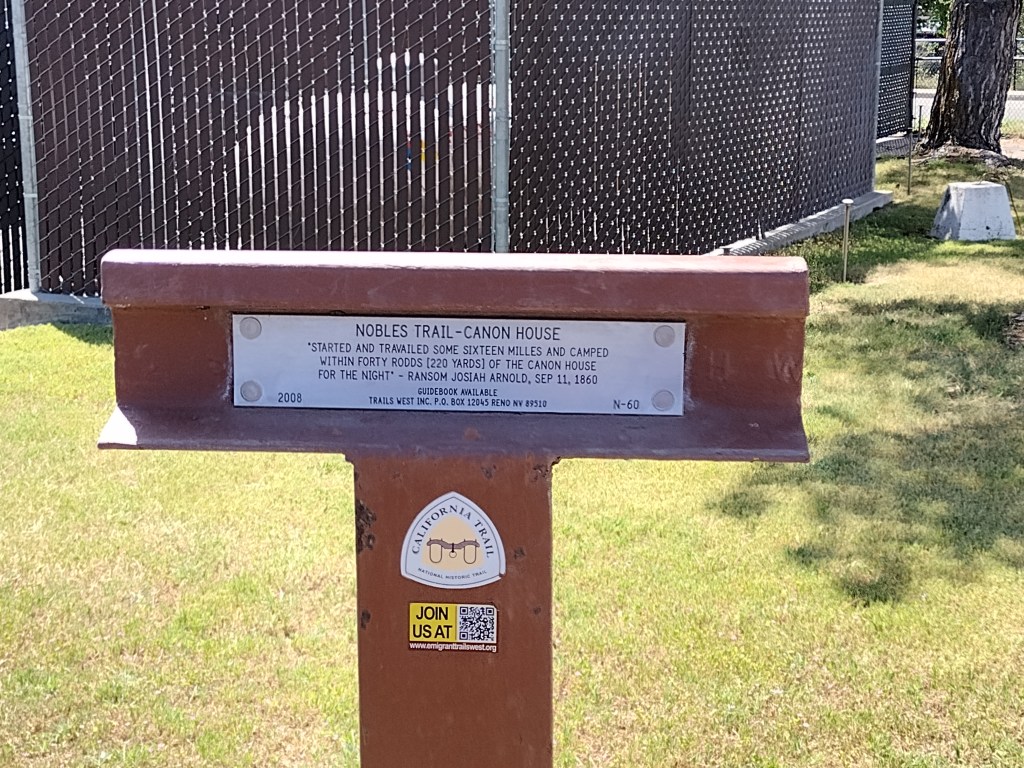 NOBLES TRAIL-CANON HOUSE
"STARTED AND TRAVAILED SOME SIXTEEN MILLES AND CAMPED
WITHIN FORTY RODDS [220 YARDS] OF THE CANON HOUSE
FOR THE NIGHT" - RANSOM JOSIAH ARNOLD, SEP 11, 1860
GUIDEBOOK AVAILABLE
2008 TRAILS WEST INC. P.O. BOX 12045 RENO NV 89510 N-60
CALIFORNIA TRAIL
NATIONAL HISTORIC TRAIL
JOIN
US AT
www.emigranttrailswest.org